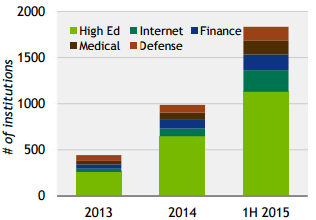 2000
High Ed Internet Finance
Medical Defense
1500
1000
500
0
# of institutions
2013 2014 1H 2015